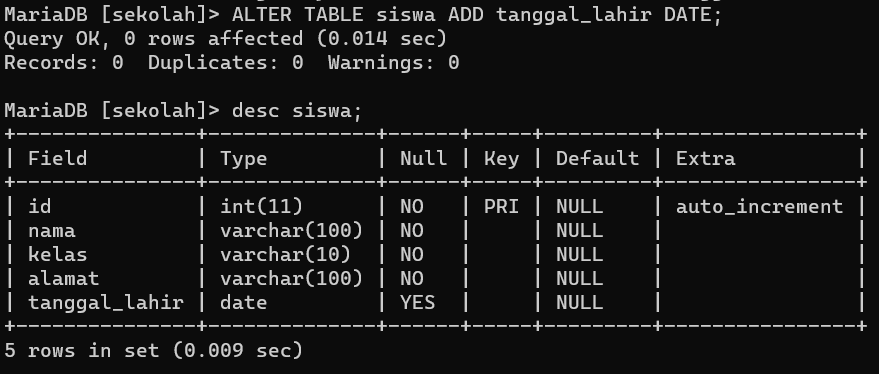 MariaDB [sekolah]> ALTER TABLE siswa ADD tanggal_lahir DATE;
Query OK, 0 rows affected (0.014 sec)
Records: 0  Duplicates: 0  Warnings: 0

MariaDB [sekolah]> desc siswa;
+---------------+--------------+------+-----+---------+----------------+
| Field         | Type         | Null | Key | Default | Extra          |
+---------------+--------------+------+-----+---------+----------------+
| id            | int(11)      | NO   | PRI | NULL    | auto_increment |
| nama          | varchar(100) | NO   |     | NULL    |                |
| kelas         | varchar(10)  | NO   |     | NULL    |                |
| alamat        | varchar(100) | NO   |     | NULL    |                |
| tanggal_lahir | date         | YES  |     | NULL    |                |
+---------------+--------------+------+-----+---------+----------------+
5 rows in set (0.009 sec)